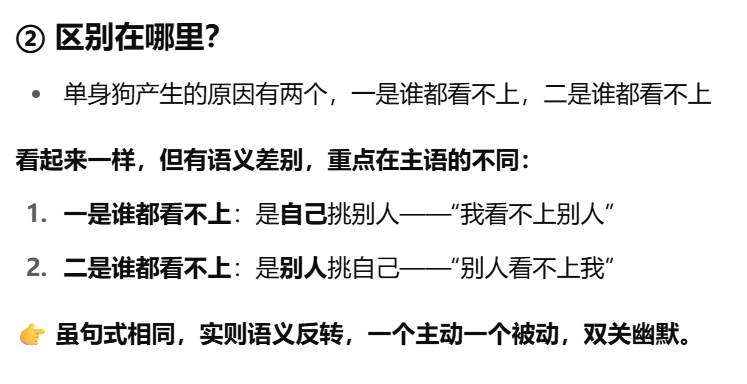 ② 区别在哪里？
• 单身狗产生的原因有两个，一是谁都看不上，二是谁都看不上
看起来一样，但有语义差别，重点在主语的不同：
1. 一是谁都看不上：是自己挑别人——“我看不上别人”
2. 二是谁都看不上：是别人挑自己——“别人看不上我”
👉 虽句式相同，实则语义反转，一个主动一个被动，双关幽默。